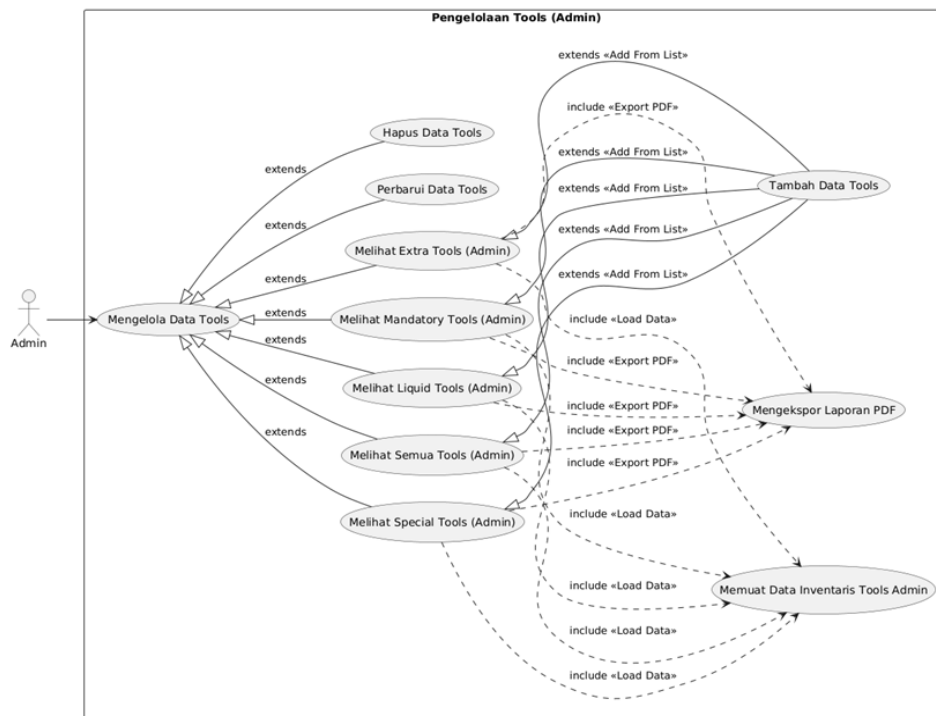 Pengelolaan Tools (Admin)
extends «Add From List»
include «Export PDF»
Hapus Data Tools
extends «Add From List»
extends
Perbarui Data Tools
Tambah Data Tools
extends «Add From List»
extends
extends «Add From List»
Melihat Extra Tools (Admin)
extends «Add From List»
extends
Admin
Mengelola Data Tools
extends
Melihat Mandatory Tools (Admin)
include «Load Data»
extends
include «Export PDF»
Melihat Liquid Tools (Admin)
extends
include «Export PDF»
Mengekspor Laporan PDF
include «Export PDF»
extends
Melihat Semua Tools (Admin)
include «Export PDF»
Melihat Special Tools (Admin)
include «Load Data»
include «Load Data»
Memuat Data Inventaris Tools Admin
include «Load Data»
include «Load Data»